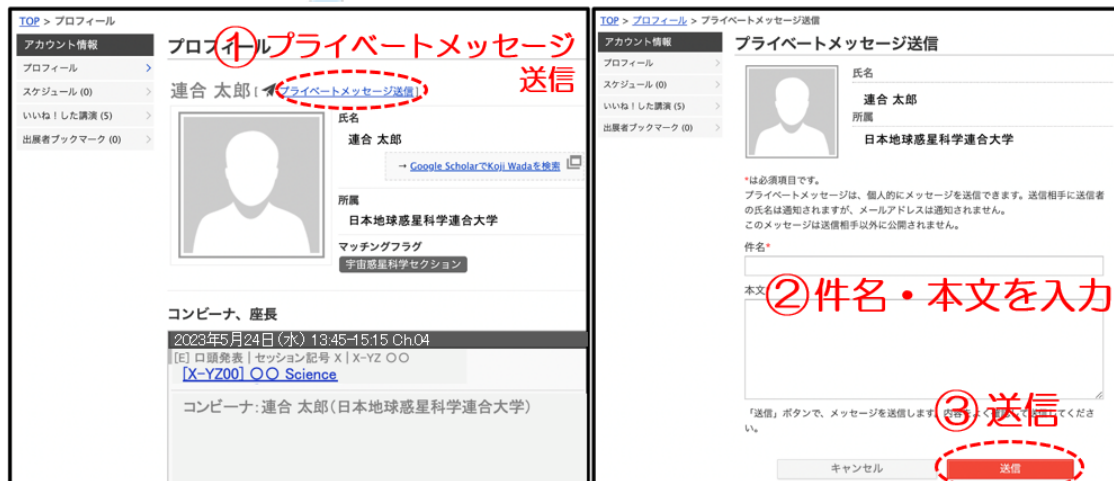 TOP > プロフィール
アカウント情報
プロフィール
スケジュール (0)
いいね！した講演 (5)
出展者ブックマーク (0)
プロフィール
①プライベートメッセージ
送信
連合 太郎 [プライベートメッセージ送信]
氏名
連合 太郎
→ Google ScholarでKoji Wadaを検索
所属
日本地球惑星科学連合大学
マッチングフラグ
宇宙惑星科学セクション
コンビーナ、座長
2023年5月24日(水) 13:45-15:15 Ch.04
[E] 口頭発表 | セッション記号 X | X-YZ 〇〇
[X-YZ00] 〇〇 Science
コンビーナ:連合 太郎(日本地球惑星科学連合大学)
TOP > プロフィール > プライベートメッセージ送信
アカウント情報
プロフィール
スケジュール (0)
いいね！した講演 (5)
出展者ブックマーク (0)
プライベートメッセージ送信
氏名
連合 太郎
所属
日本地球惑星科学連合大学
*は必須項目です。
プライベートメッセージは、個人的にメッセージを送信できます。送信相手に送信者
の氏名は通知されますが、メールアドレスは通知されません。
このメッセージは送信相手以外に公開されません。
件名*
本文
②件名・本文を入力
「送信」ボタンで、メッセージを送信します。内容をよく確認して送信してくださ
い。
③送信
キャンセル
送信